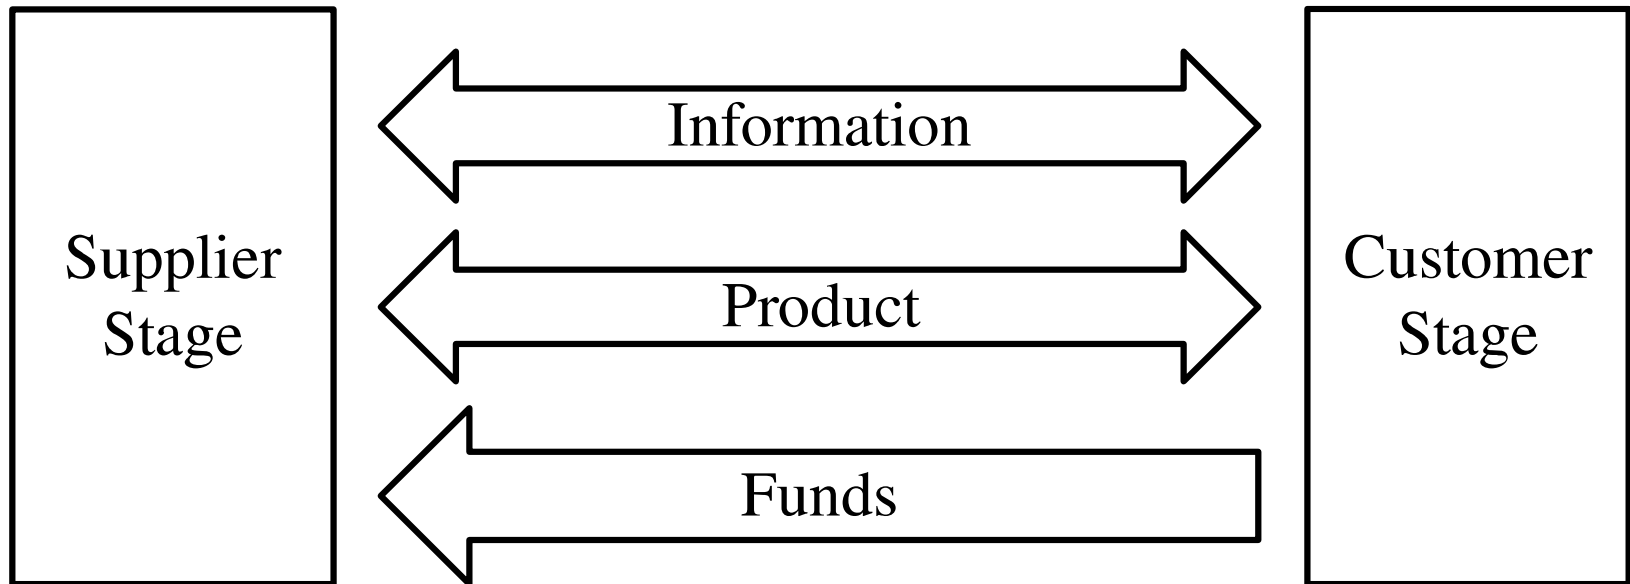 Information
Supplier
Stage
Product
Customer
Stage
Funds